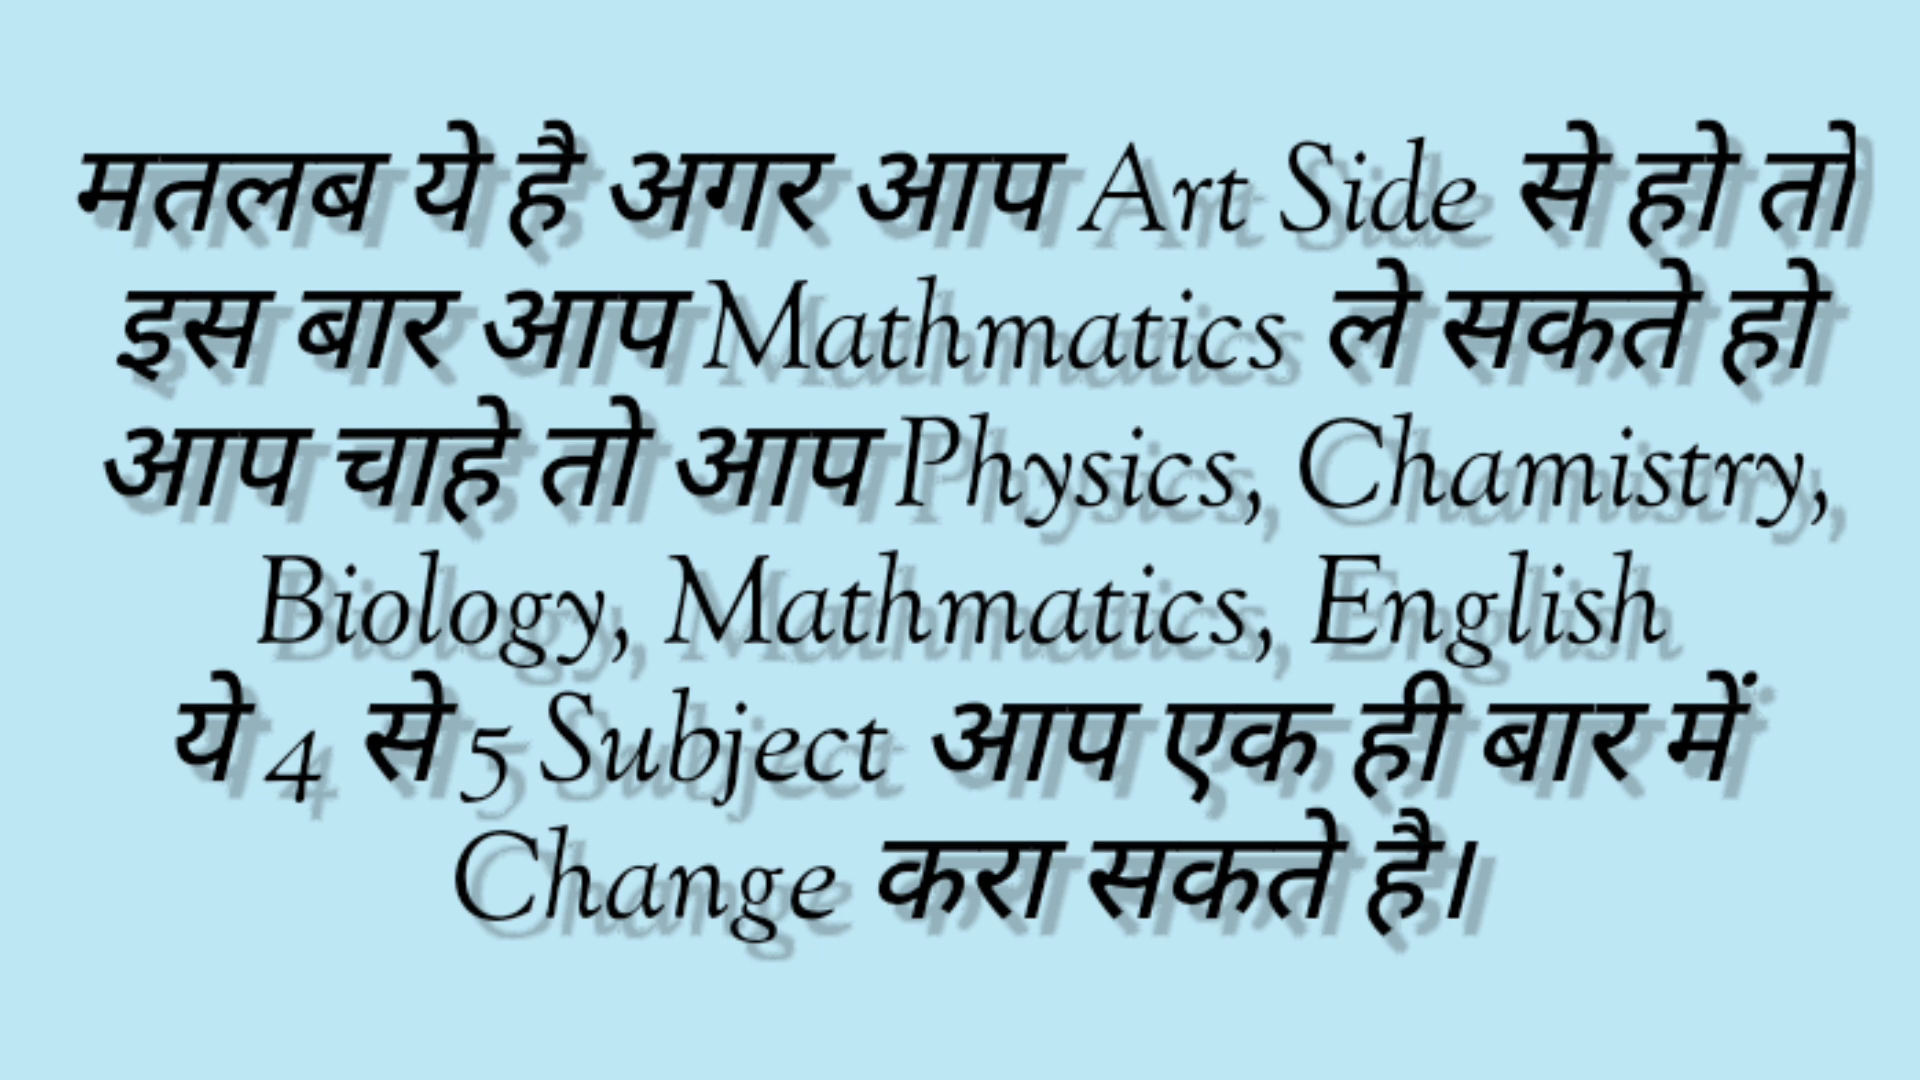 मतलब ये है अगर आप Art Side से हो तो
इस बार आप Mathmatics ले सकते हो
आप चाहे तो आप Physics, Chamistry,
Biology, Mathmatics, English
ये 4 से 5 Subject आप एक ही बार में
Change करा सकते है।